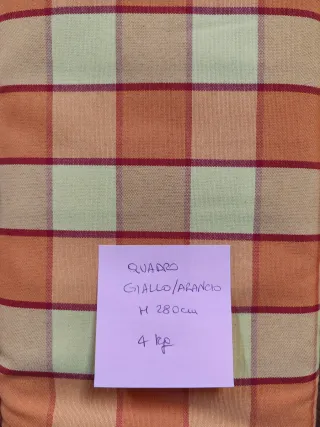 QUADRO
GIALLO/ARANCIO
H 280cm
4 kg